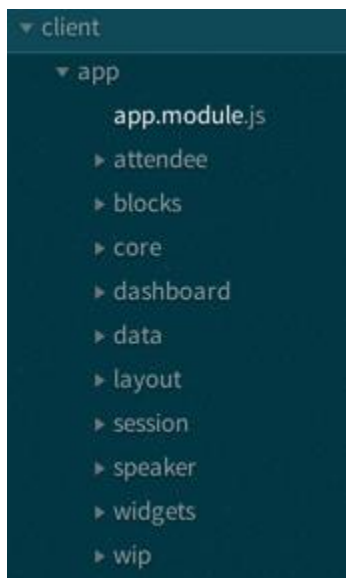 client
app
app.module.js
attendee
blocks
core
dashboard
data
layout
session
speaker
widgets
wip